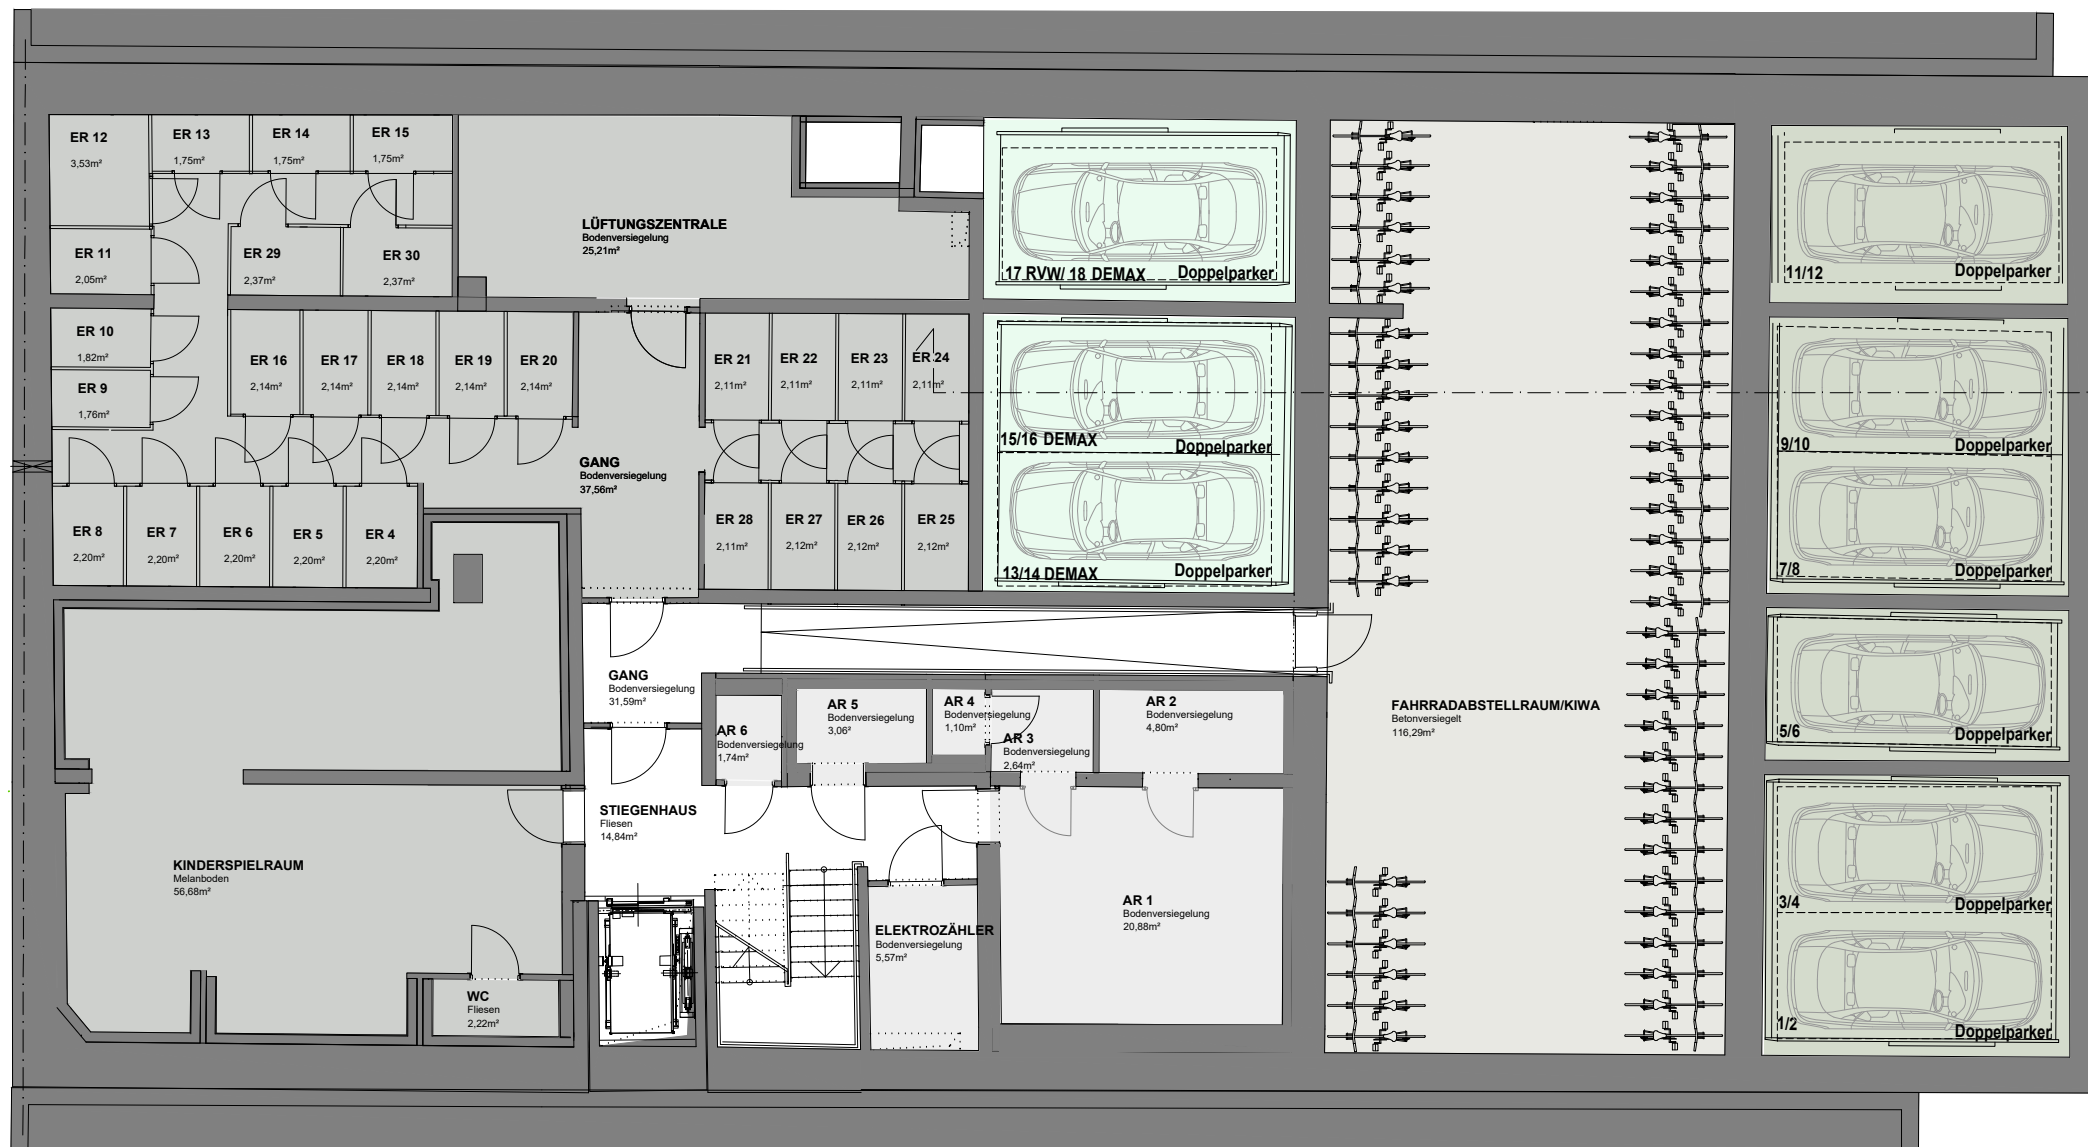 ER 12
3,53m²
ER 13
1,75m²
ER 14
1,75m²
ER 15
1,75m²
ER 11
2,05m²
ER 29
2,37m²
ER 30
2,37m²
LÜFTUNGSZENTRALE
Bodenversiegelung
25,21m²
17 RVW/ 18 DEMAX
Doppelparker
11/12
Doppelparker
ER 10
1,82m²
ER 9
1,76m²
ER 16
2,14m²
ER 17
2,14m²
ER 18
2,14m²
ER 19
2,14m²
ER 20
2,14m²
ER 21
2,11m²
ER 22
2,11m²
ER 23
2,11m²
ER 24
2,11m²
15/16 DEMAX
Doppelparker
9/10
Doppelparker
GANG
Bodenversiegelung
37,56m²
ER 8
2,20m²
ER 7
2,20m²
ER 6
2,20m²
ER 5
2,20m²
ER 4
2,20m²
ER 28
2,11m²
ER 27
2,12m²
ER 26
2,12m²
ER 25
2,12m²
13/14 DEMAX
Doppelparker
7/8
Doppelparker
GANG
Bodenversiegelung
31,59m²
AR 6
Bodenversiegelung
1,74m²
AR 5
Bodenversiegelung
3,06m²
AR 4
Bodenversiegelung
1,10m²
AR 3
Bodenversiegelung
2,64m²
AR 2
Bodenversiegelung
4,80m²
FAHRRADABSTELLRAUM/KIWA
Betonversiegelt
116,29m²
5/6
Doppelparker
STIEGENHAUS
Fliesen
14,84m²
KINDERSPIELRAUM
Melanboden
56,68m²
AR 1
Bodenversiegelung
20,88m²
3/4
Doppelparker
ELEKTROZÄHLER
Bodenversiegelung
5,57m²
WC
Fliesen
2,22m²
1/2
Doppelparker